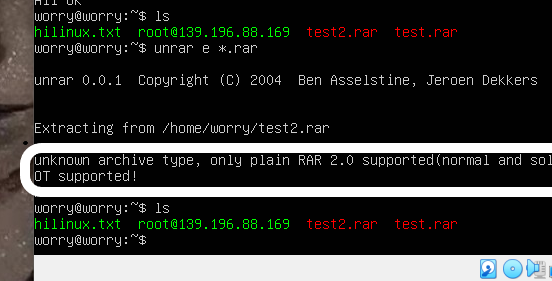 All OK
worry@worry:~$ ls
hilinux.txt root@139.196.88.169 test2.rar test.rar
worry@worry:~$ unrar e *.rar
unrar 0.0.1 Copyright (C) 2004 Ben Asselstine, Jeroen Dekkers
Extracting from /home/worry/test2.rar
unknown archive type, only plain RAR 2.0 supported(normal and sol
OT supported!
worry@worry:~$ ls
hilinux.txt root@139.196.88.169 test2.rar test.rar
worry@worry:~$